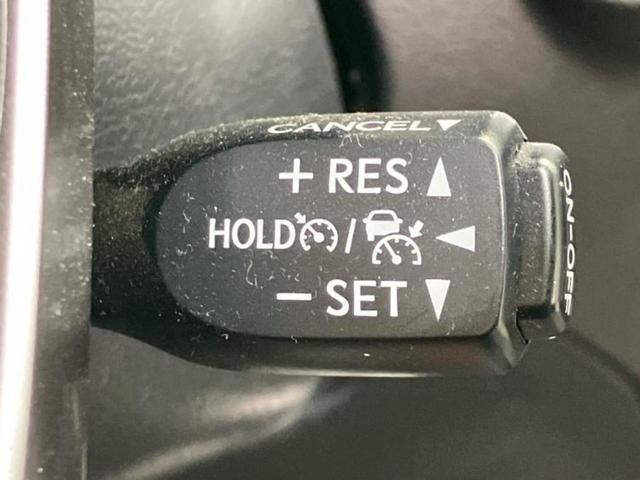 CANCEL▼
+ RES ▲
HOLD / ◀
− SET ▼
ON-OFF